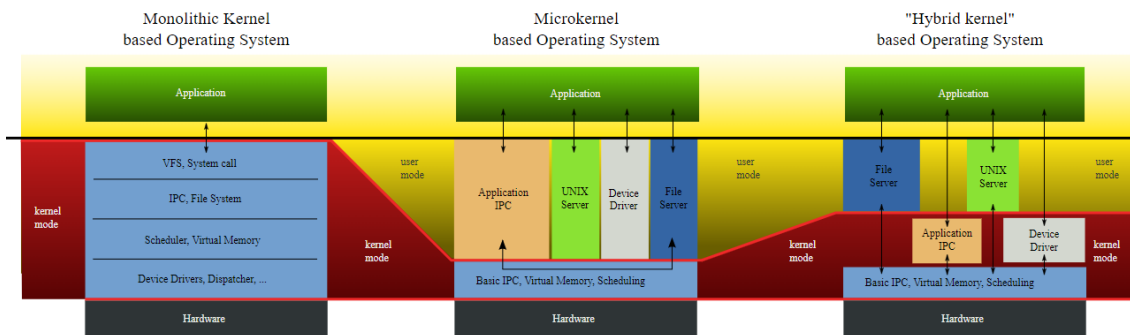 Monolithic Kernel
based Operating System
Microkernel
based Operating System
"Hybrid kernel"
based Operating System
Application
Application
Application
VFS, System call
IPC, File System
Scheduler, Virtual Memory
Device Drivers, Dispatcher, ...
Hardware
kernel
mode
user
mode
kernel
mode
Application
IPC
UNIX
Server
Device
Driver
File
Server
Basic IPC, Virtual Memory, Scheduling
Hardware
user
mode
kernel
mode
File
Server
UNIX
Server
user
mode
Application
IPC
Device
Driver
kernel
mode
Basic IPC, Virtual Memory, Scheduling
Hardware